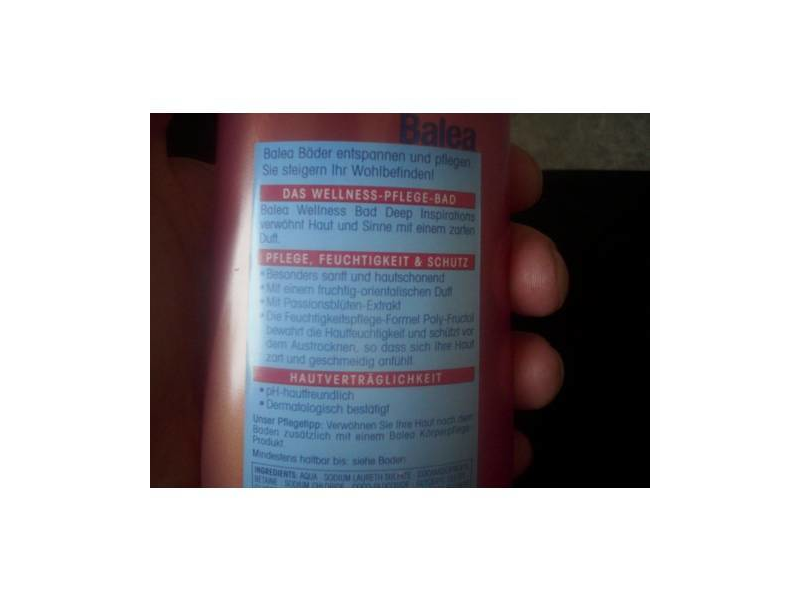 Balea
Balea Bäder entspannen und pflegen.
Sie steigern Ihr Wohlbefinden!
DAS WELLNESS-PFLEGE-BAD
Balea Wellness Bad Deep Inspirations
verwöhnt Haut und Sinne mit einem zarten
Duft.
PFLEGE, FEUCHTIGKEIT & SCHUTZ
•Besonders sanft und hautschonend
•Mit einem fruchtig-orientalischen Duft
•Mit Passionsblüten-Extrakt
•Die Feuchtigkeitspflege-Formel Poly-Fructol
bewahrt die Hautfeuchtigkeit und schützt vor
dem Austrocknen, so dass sich Ihre Haut
zart und geschmeidig anfühlt.
HAUTVERTRÄGLICHKEIT
•pH-hautfreundlich
•Dermatologisch bestätigt
Unser Pflegetipp: Verwöhnen Sie Ihre Haut nach dem
Baden zusätzlich mit einem Balea Körperpflege-
Produkt.
Mindestens haltbar bis: siehe Boden
INGREDIENTS: AQUA · SODIUM LAURETH SULFATE ·
BETAINE · SODIUM CHLORIDE ·